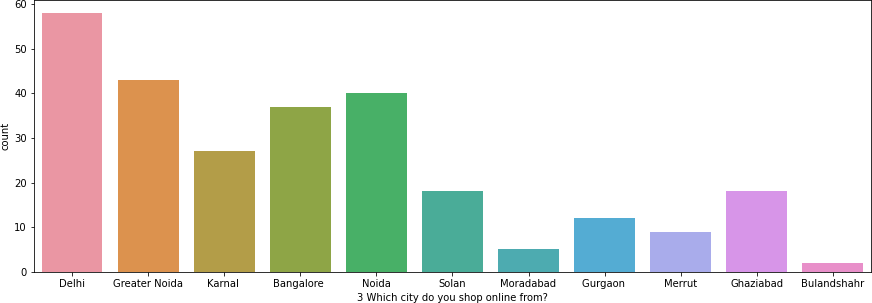 60
50
40
30
20
10
0
count
Delhi Greater Noida Karnal Bangalore Noida Solan Moradabad Gurgaon Merrut Ghaziabad Bulandshahr
3 Which city do you shop online from?